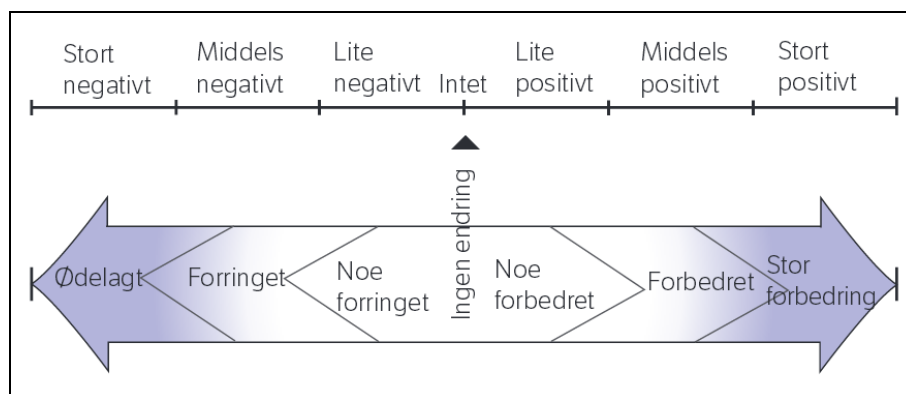 Stort
negativt
Middels
negativt
Lite
negativt
Intet
Lite
positivt
Middels
positivt
Stort
positivt
Ødelagt
Forringet
Noe
forringet
Ingen endring
Noe
forbedret
Forbedret
Stor
forbedring